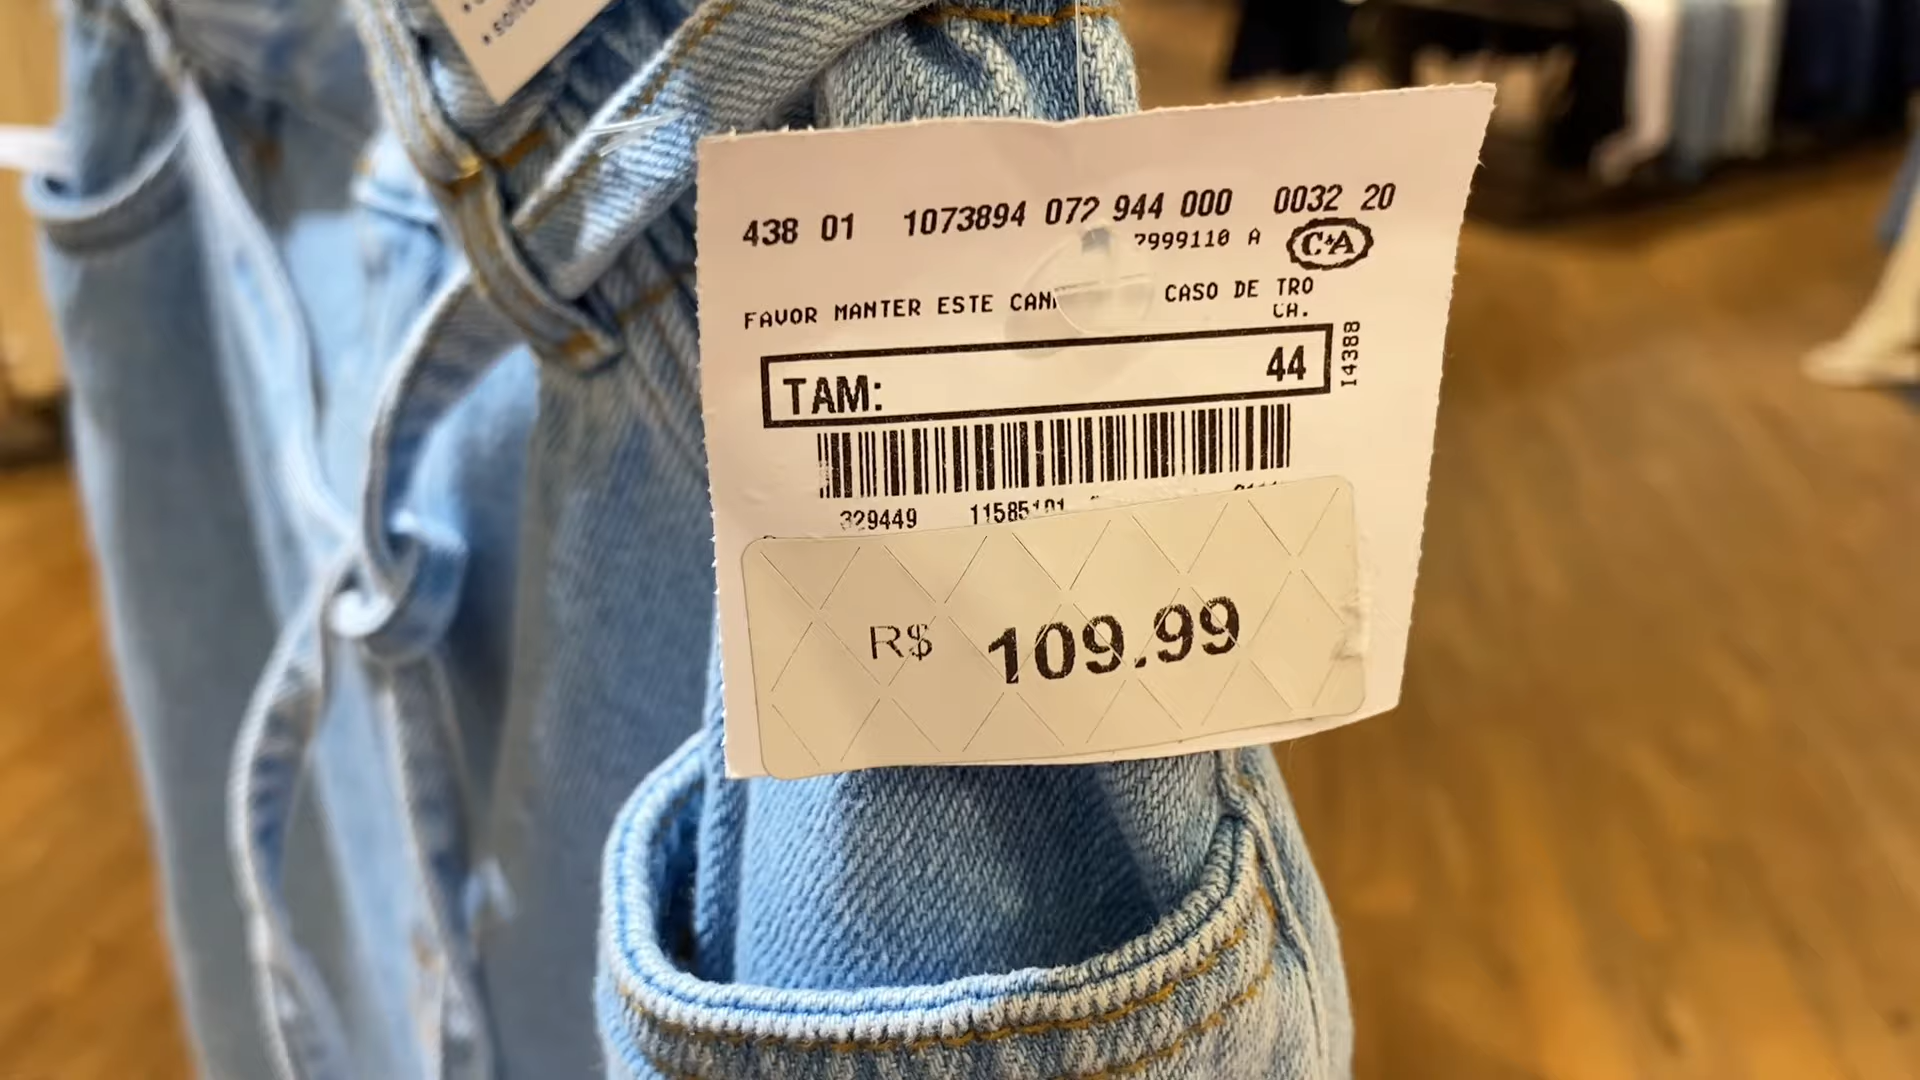 438 01 1073894 072 944 000 0032 20
7999110 A C&A
FAVOR MANTER ESTE CASO DE TRO
CA.
TAM: 44
I4388
329449 11585101
R$ 109.99